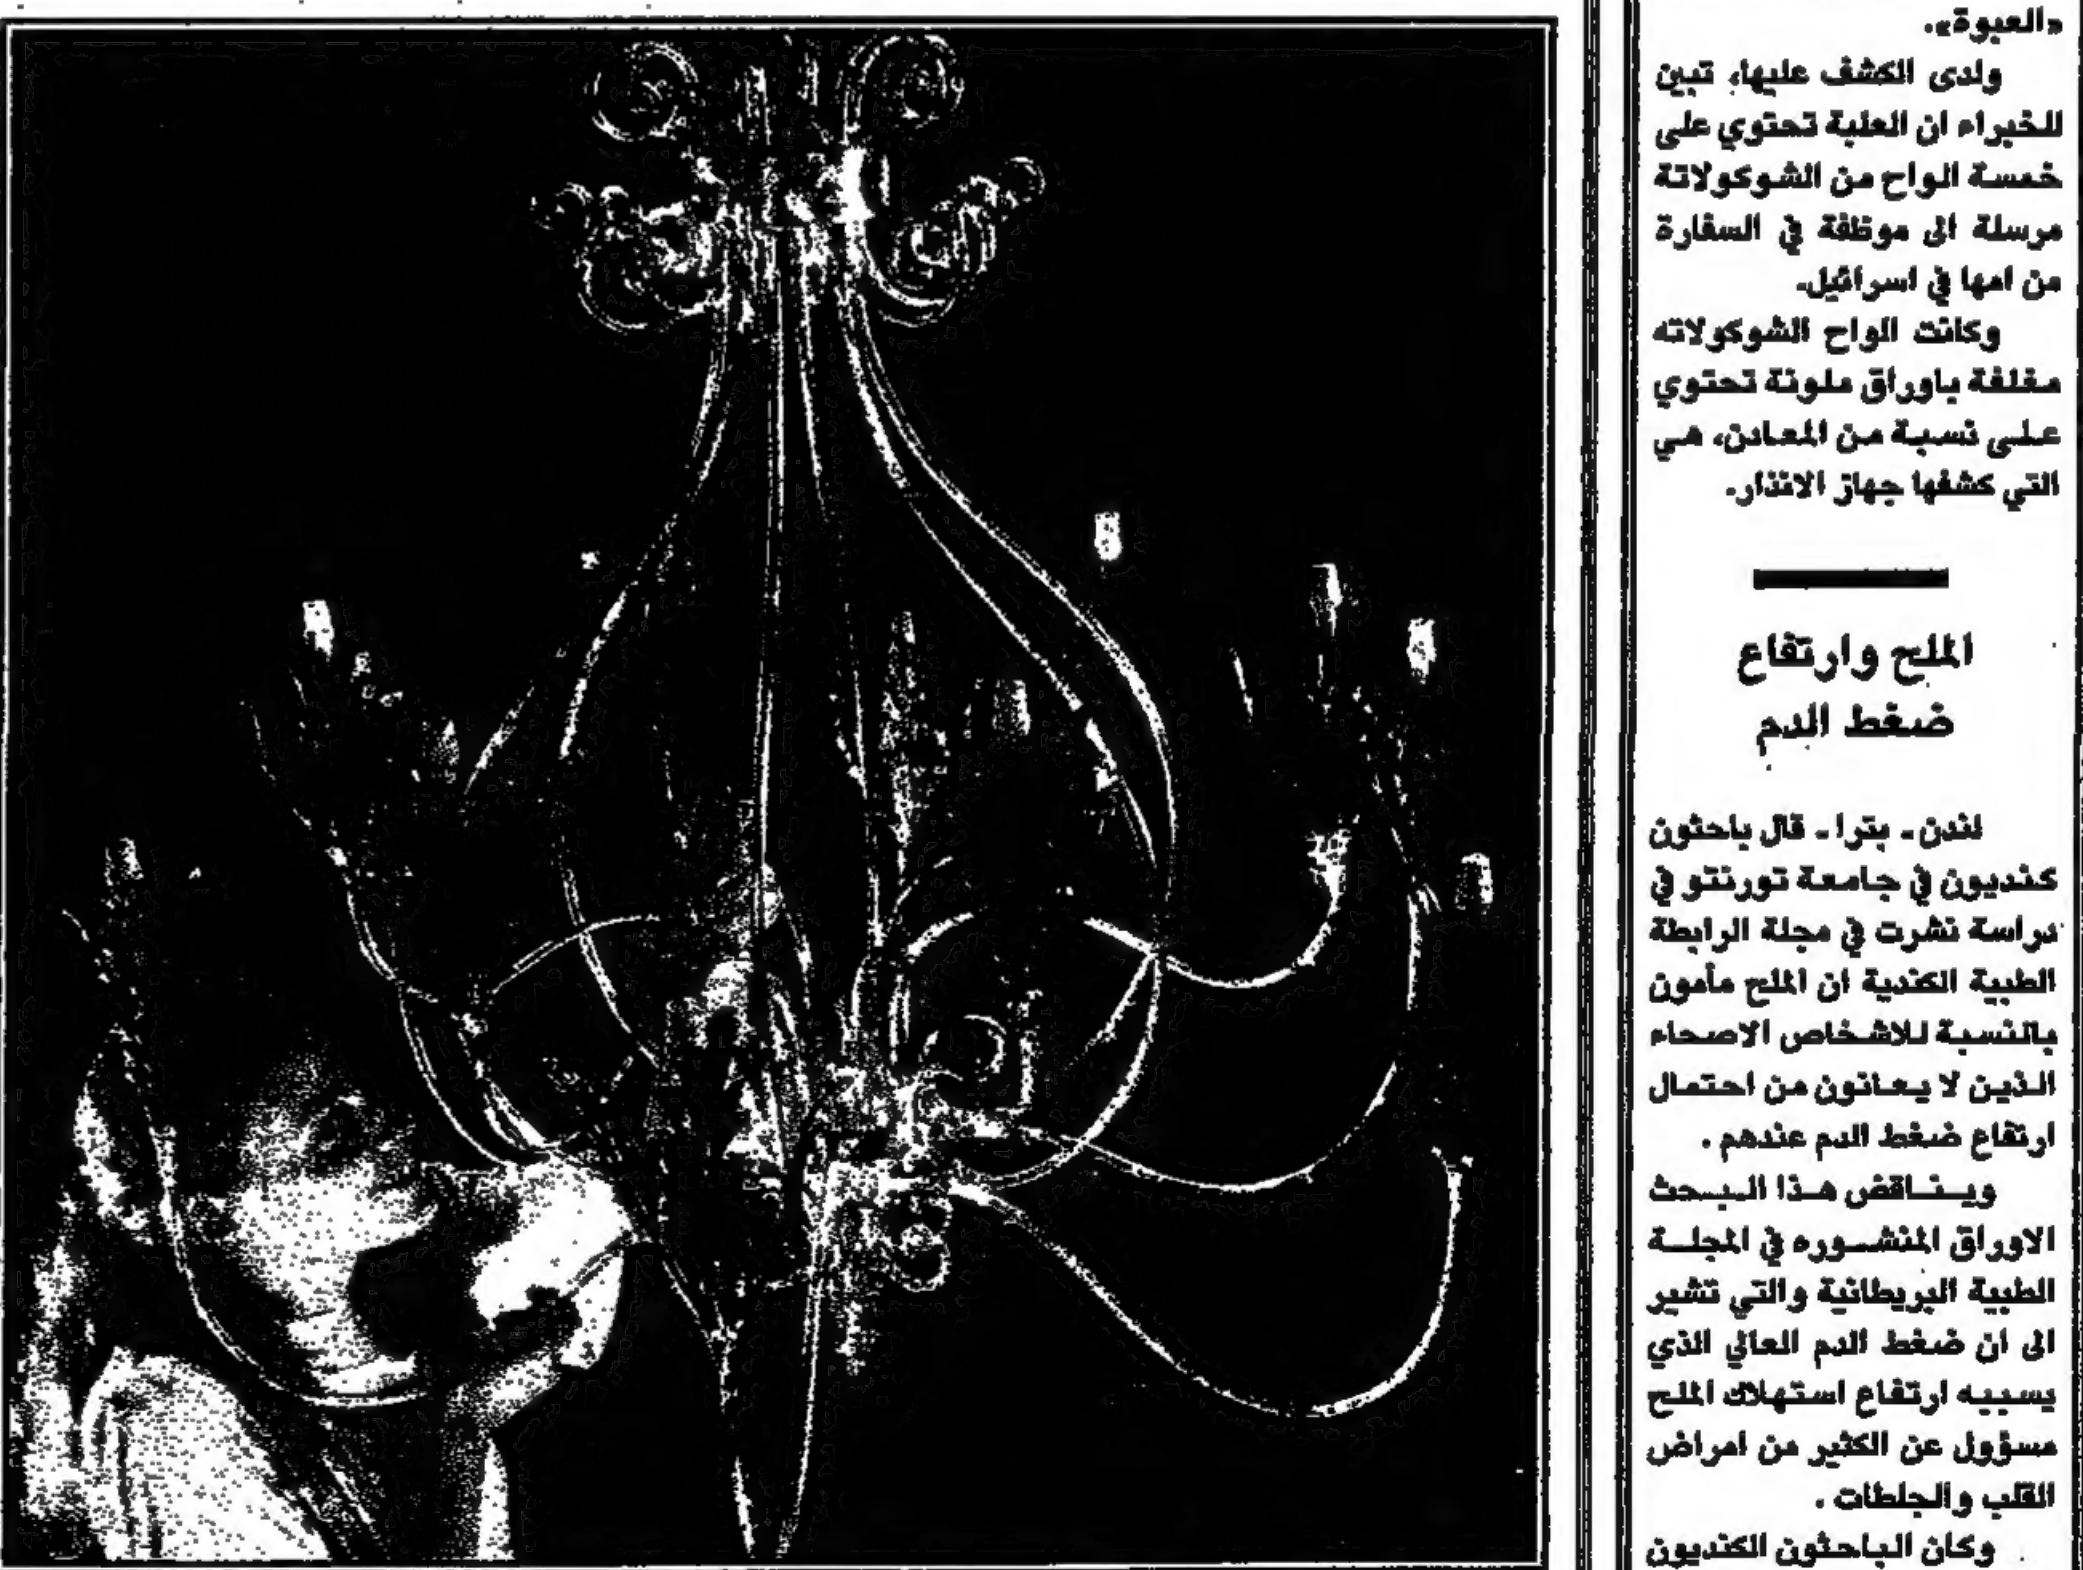 «العبوة».
ولدى الكشف عليها، تبين
للخبراء ان العلبة تحتوي على
خمسة الواح من الشوكولاتة
مرسلة الى موظفة في السفارة
من امها في اسرائيل.
وكانت الواح الشوكولاته
مغلفة باوراق ملونة تحتوي
على نسبة من المعادن، هي
التي كشفها جهاز الانذار.
الملح وارتفاع
ضغط الدم
لندن ـ بترا ـ قال باحثون
كنديون في جامعة تورنتو في
دراسة نشرت في مجلة الرابطة
الطبية الكندية ان الملح مأمون
بالنسبة للاشخاص الاصحاء
الذين لا يعانون من احتمال
ارتفاع ضغط الدم عندهم .
ويناقض هذا البحث
الاوراق المنشوره في المجلة
الطبية البريطانية والتي تشير
الى ان ضغط الدم العالي الذي
يسببه ارتفاع استهلاك الملح
مسؤول عن الكثير من امراض
القلب والجلطات .
وكان الباحثون الكنديون